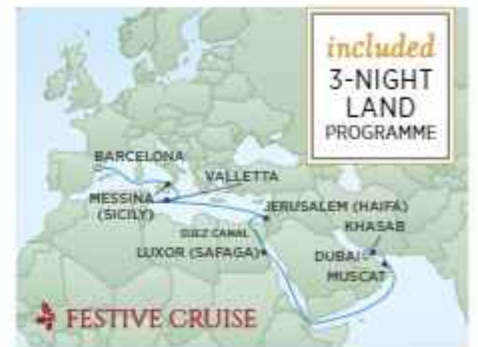 included
3-NIGHT
LAND
PROGRAMME
BARCELONA
VALLETTA
MESSINA
(SICILY)
JERUSALEM (HAIFA)
KHASAB
SUEZ CANAL
LUXOR (SAFAGA)
DUBAI
MUSCAT
FESTIVE CRUISE